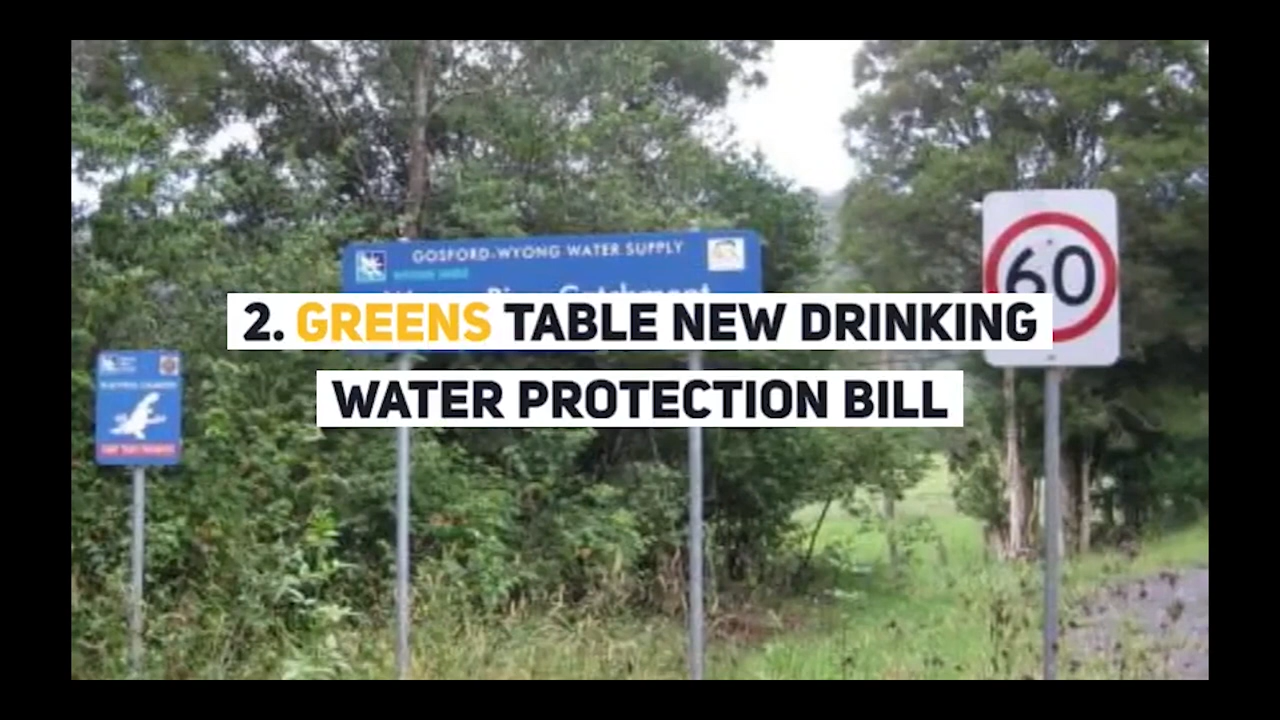 GOSFORD-WYONG WATER SUPPLY
60
2. GREENS TABLE NEW DRINKING
WATER PROTECTION BILL